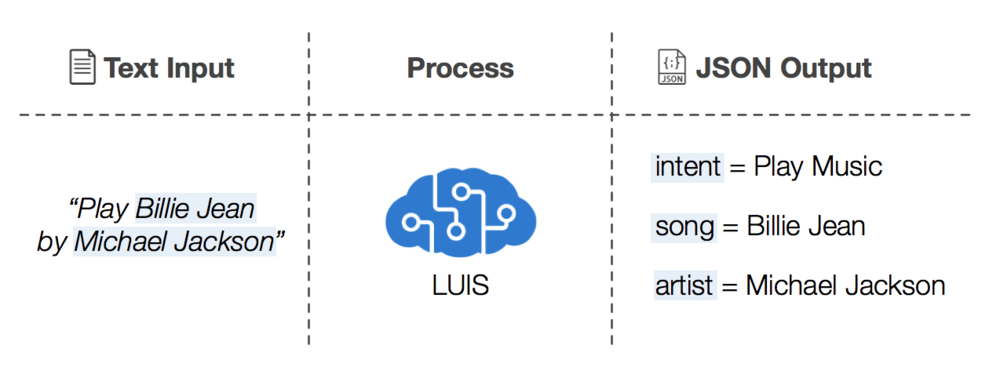 Text Input
Process
{;}
JSON
JSON Output
“Play Billie Jean
by Michael Jackson”
LUIS
intent = Play Music
song = Billie Jean
artist = Michael Jackson